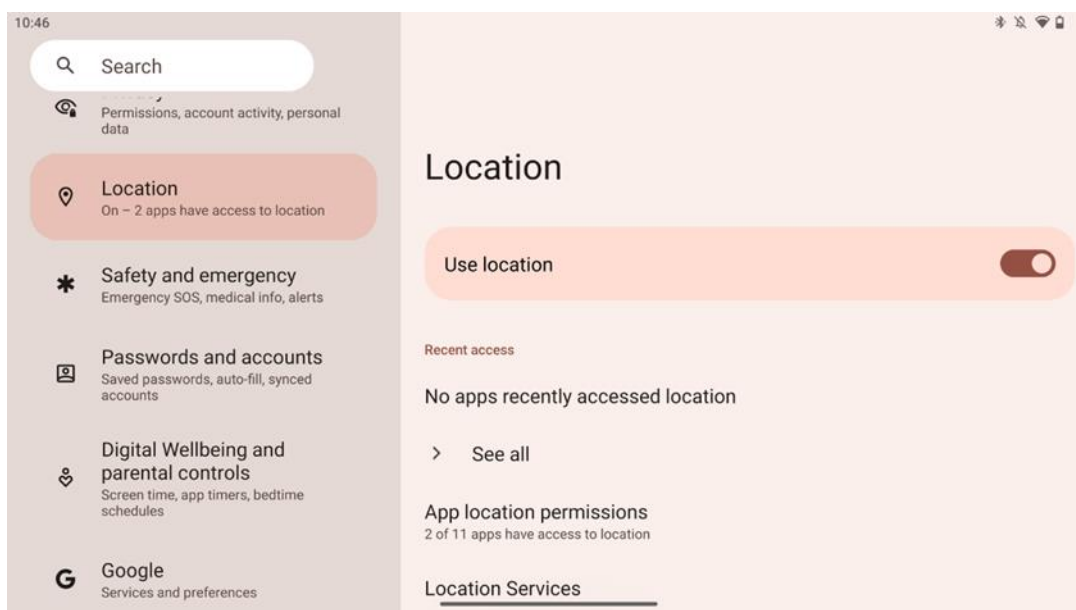 10:46
Search
Permissions, account activity, personal
data
Location
On – 2 apps have access to location
Safety and emergency
Emergency SOS, medical info, alerts
Passwords and accounts
Saved passwords, auto-fill, synced
accounts
Digital Wellbeing and
parental controls
Screen time, app timers, bedtime
schedules
Google
Services and preferences
Location
Use location
Recent access
No apps recently accessed location
See all
App location permissions
2 of 11 apps have access to location
Location Services